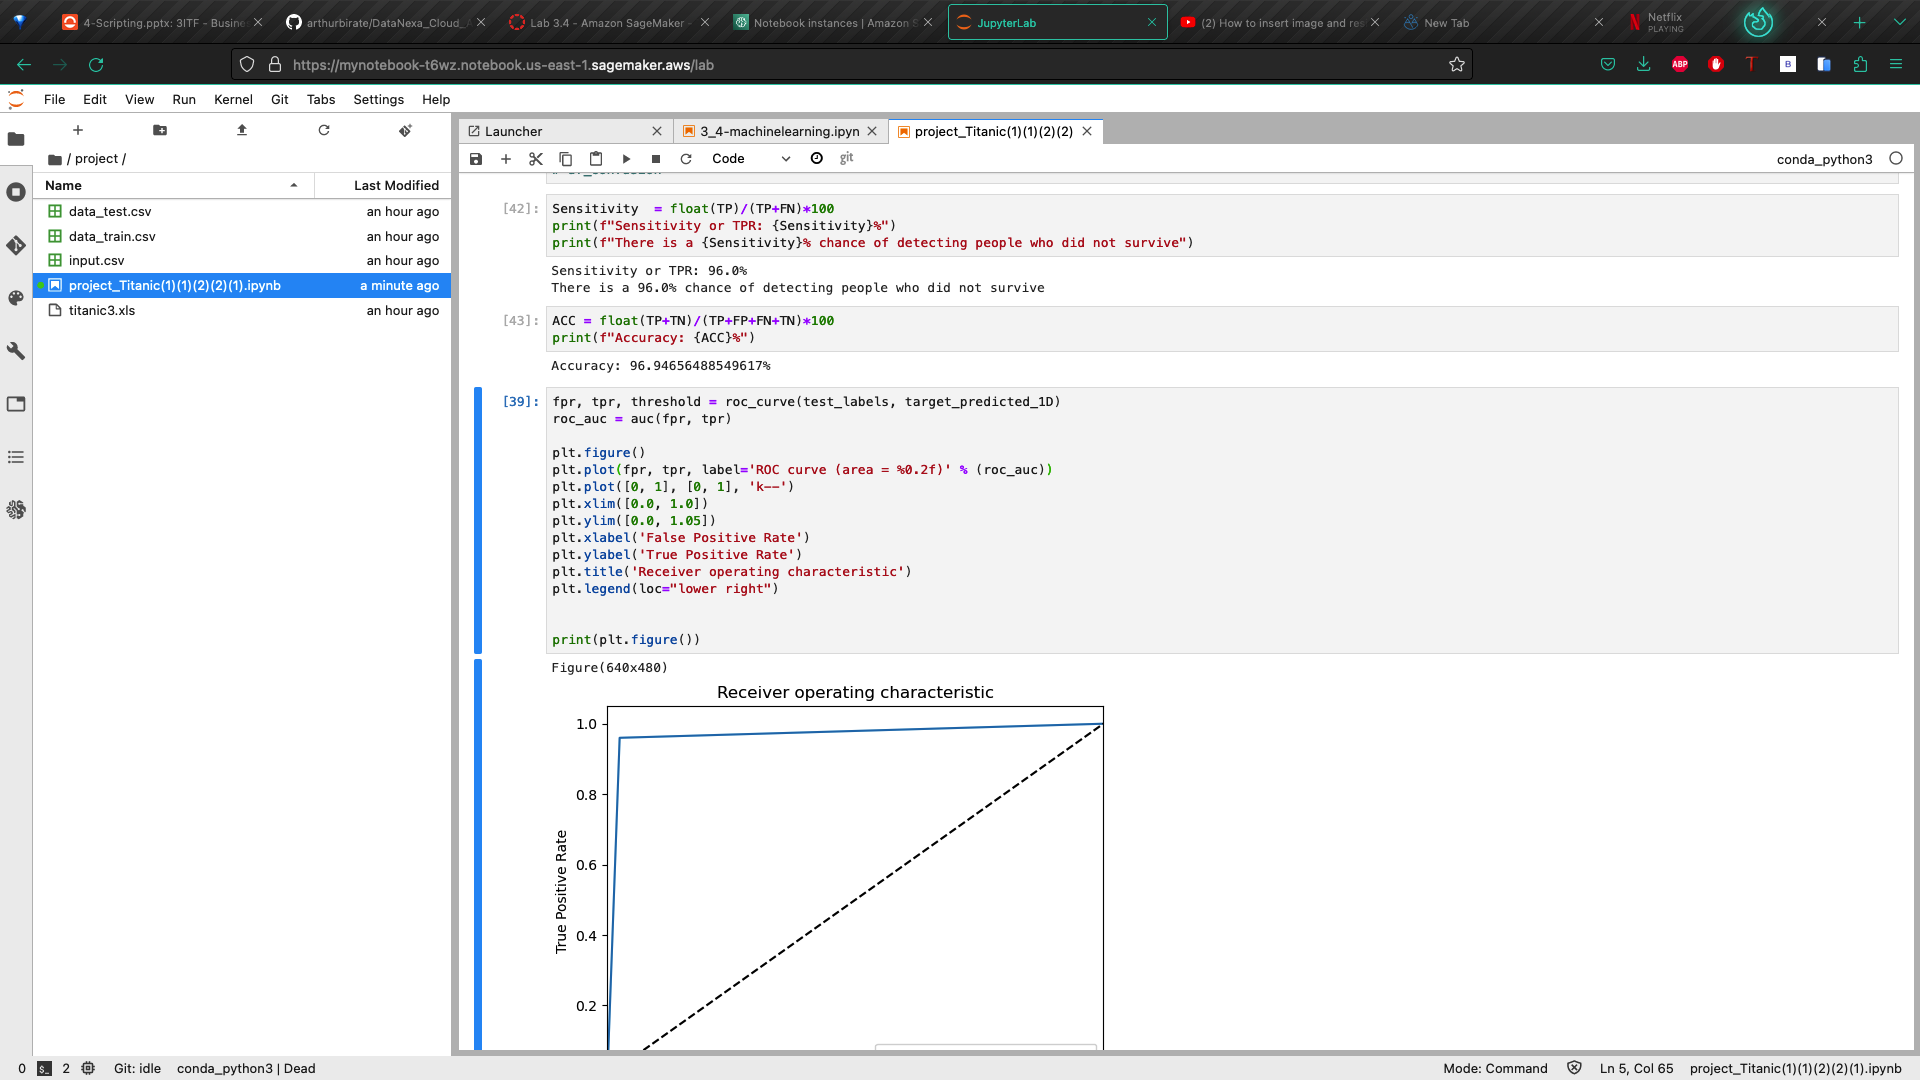 4-Scripting.pptx: 3ITF - Busine
arthurbirate/DataNexa_Cloud_A
Lab 3.4 - Amazon SageMaker -
Notebook instances | Amazon S
JupyterLab
(2) How to insert image and res
New Tab
Netflix
PLAYING
https://mynotebook-t6wz.notebook.us-east-1.sagemaker.aws/lab
ABP
T
B
File Edit View Run Kernel Git Tabs Settings Help
/ project /
Name Last Modified
data_test.csv an hour ago
data_train.csv an hour ago
input.csv an hour ago
project_Titanic(1)(1)(2)(2)(1).ipynb a minute ago
titanic3.xls an hour ago
Launcher
3_4-machinelearning.ipyn
project_Titanic(1)(1)(2)(2)
Code
git
conda_python3
[42]: Sensitivity  = float(TP)/(TP+FN)*100
print(f"Sensitivity or TPR: {Sensitivity}%")
print(f"There is a {Sensitivity}% chance of detecting people who did not survive")
Sensitivity or TPR: 96.0%
There is a 96.0% chance of detecting people who did not survive
[43]: ACC = float(TP+TN)/(TP+FP+FN+TN)*100
print(f"Accuracy: {ACC}%")
Accuracy: 96.94656488549617%
[39]: fpr, tpr, threshold = roc_curve(test_labels, target_predicted_1D)
roc_auc = auc(fpr, tpr)
plt.figure()
plt.plot(fpr, tpr, label='ROC curve (area = %0.2f)' % (roc_auc))
plt.plot([0, 1], [0, 1], 'k--')
plt.xlim([0.0, 1.0])
plt.ylim([0.0, 1.05])
plt.xlabel('False Positive Rate')
plt.ylabel('True Positive Rate')
plt.title('Receiver operating characteristic')
plt.legend(loc="lower right")
print(plt.figure())
Figure(640x480)
Receiver operating characteristic
1.0
0.8
0.6
0.4
0.2
True Positive Rate
0 $_ 2 Git: idle conda_python3 | Dead
Mode: Command Ln 5, Col 65 project_Titanic(1)(1)(2)(2)(1).ipynb